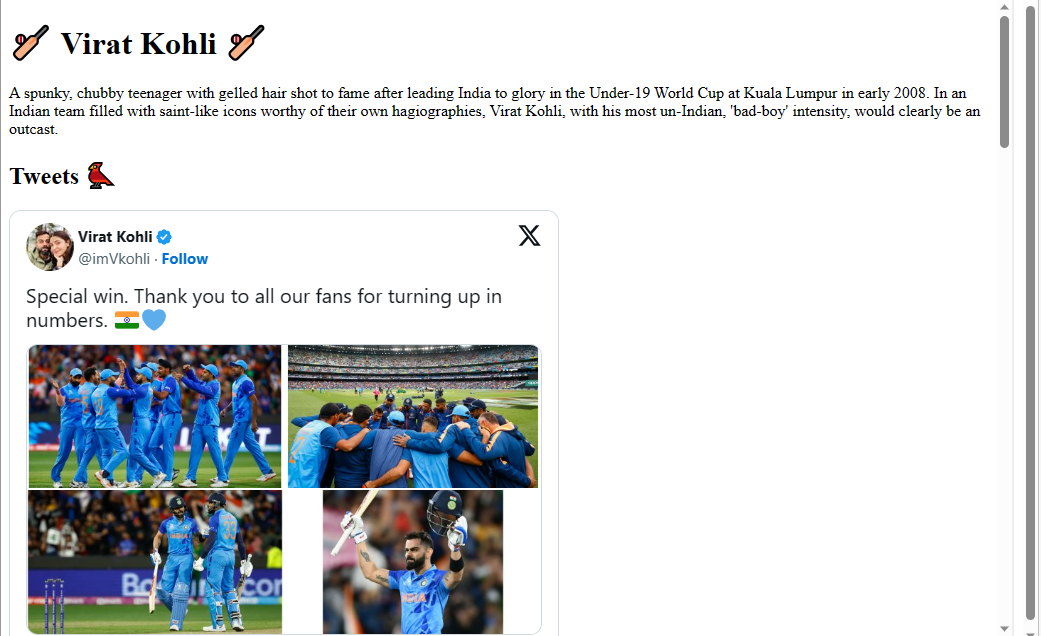 🏏 Virat Kohli 🏏
A spunky, chubby teenager with gelled hair shot to fame after leading India to glory in the Under-19 World Cup at Kuala Lumpur in early 2008. In an
Indian team filled with saint-like icons worthy of their own hagiographies, Virat Kohli, with his most un-Indian, 'bad-boy' intensity, would clearly be an
outcast.
Tweets
Virat Kohli
@imVkohli · Follow
Special win. Thank you to all our fans for turning up in
numbers. 🇮🇳💙
INDIA
33